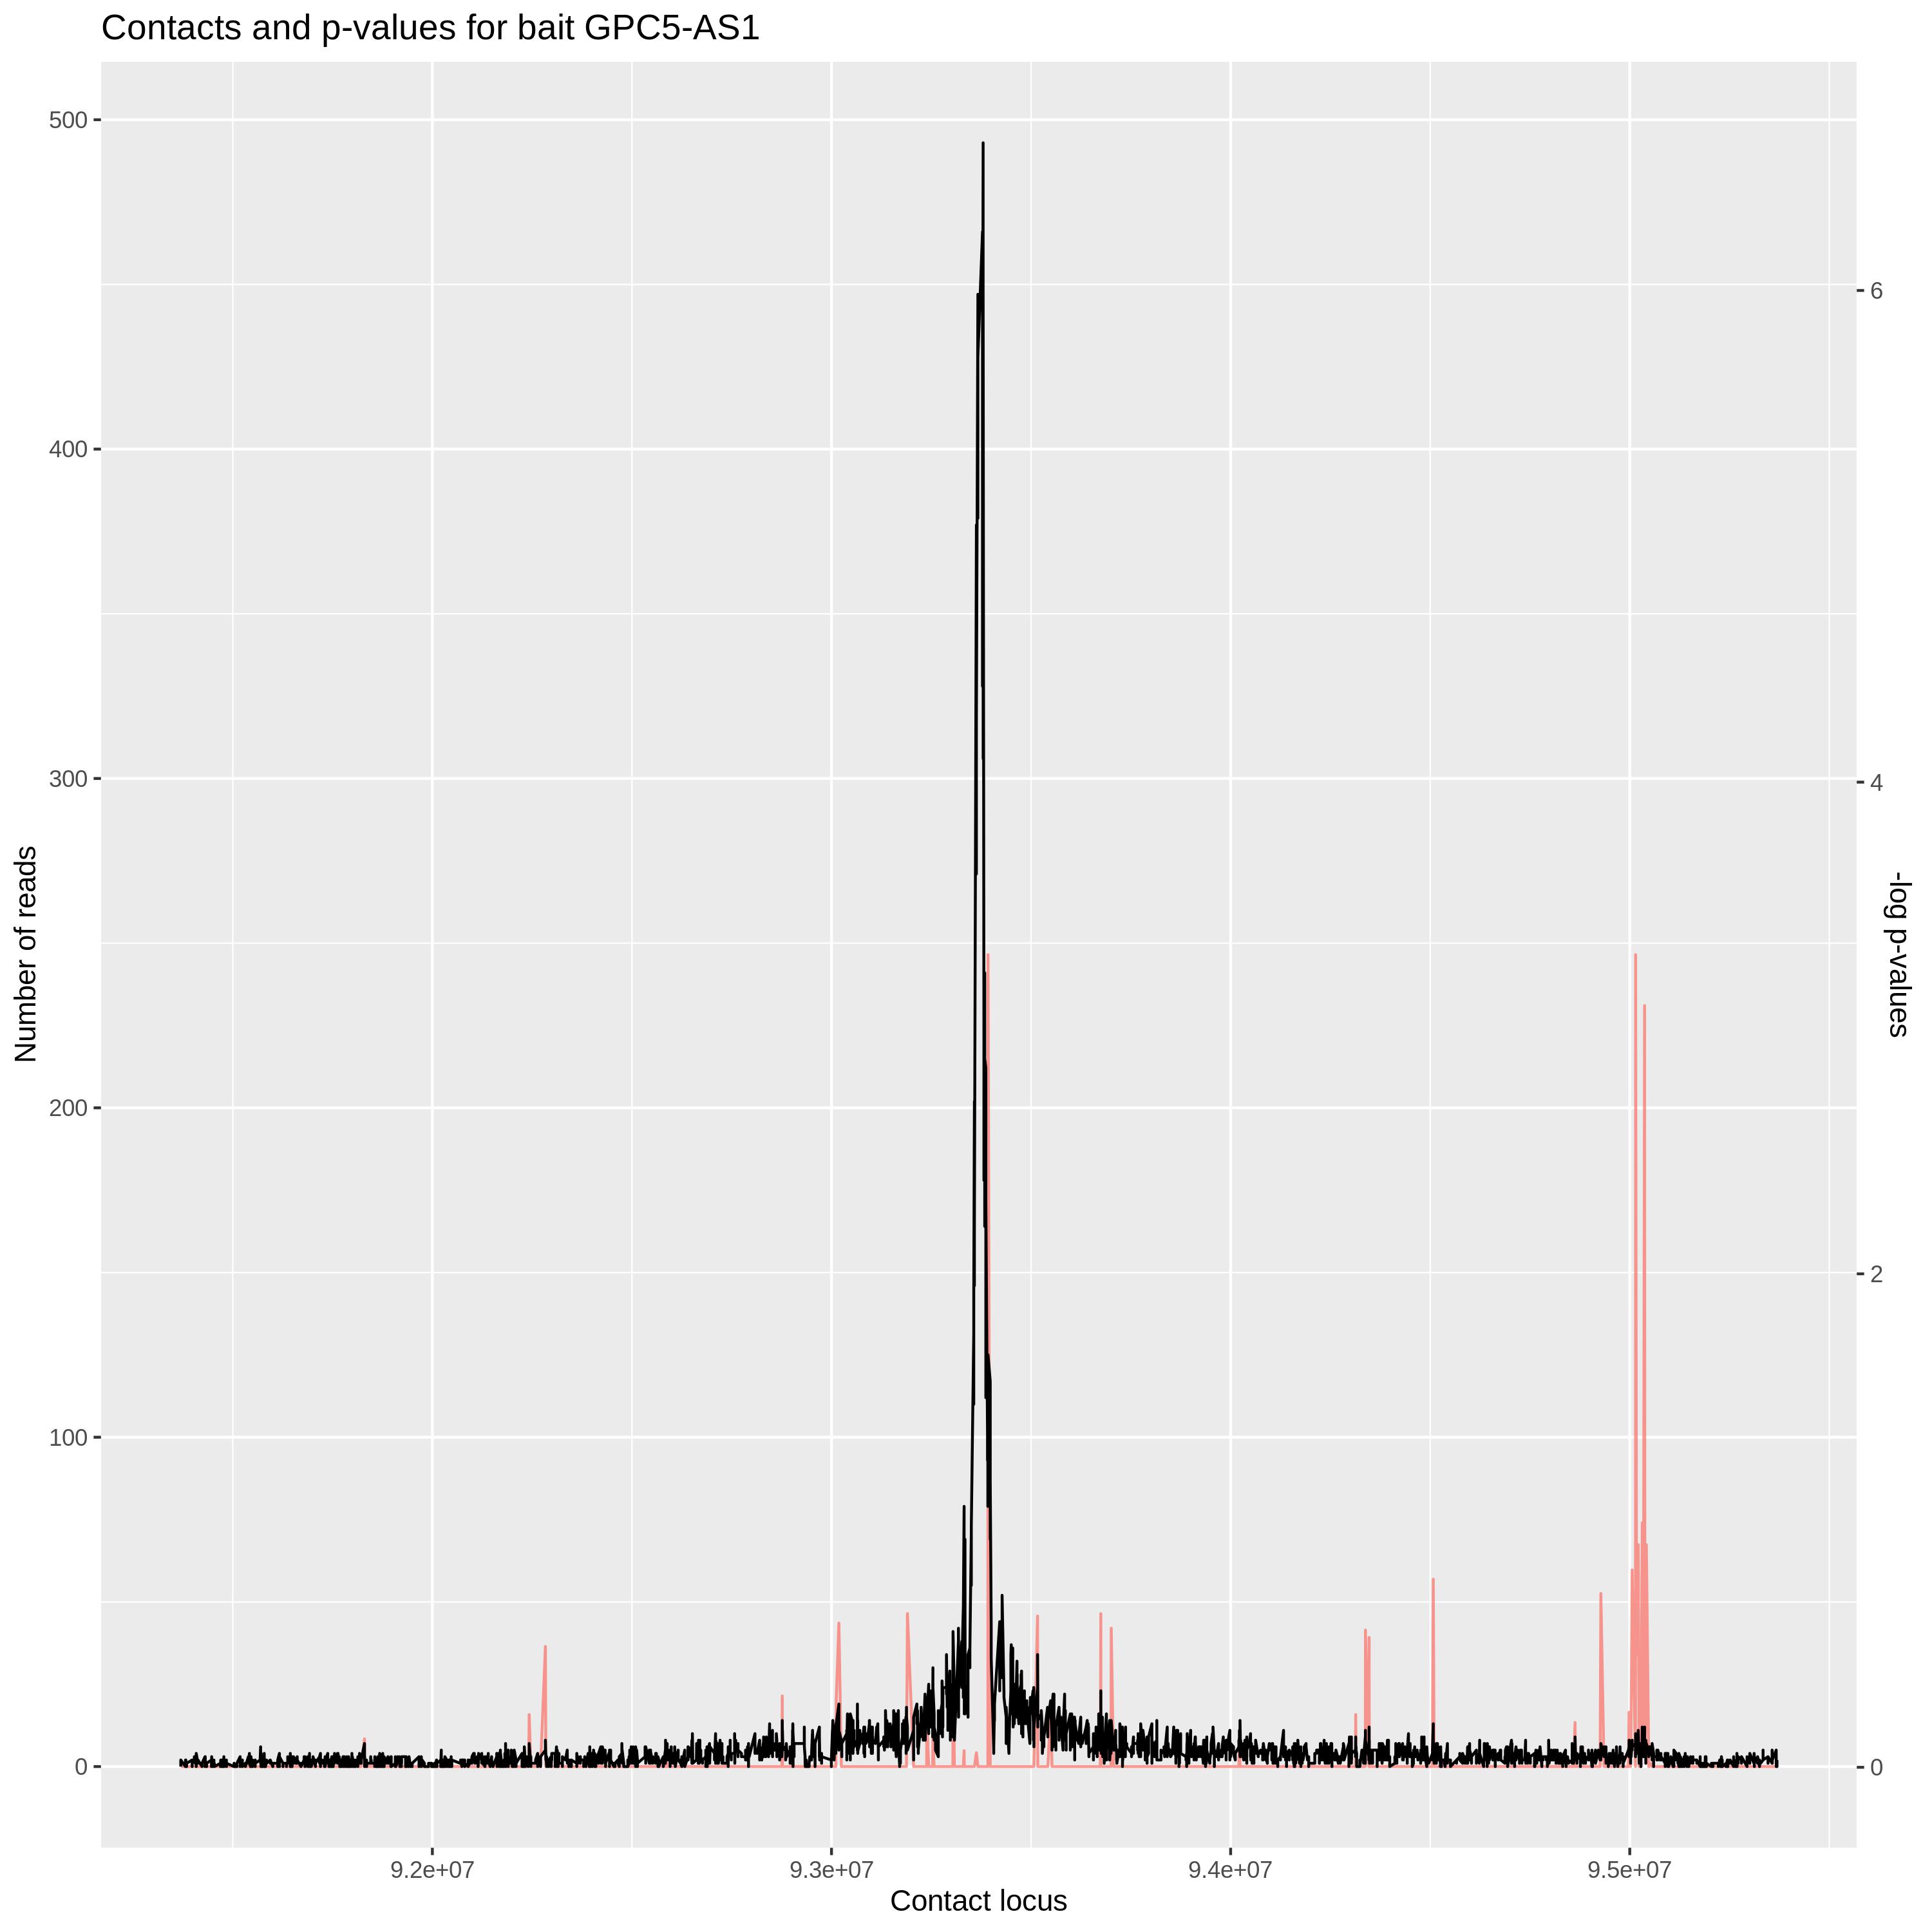 Contacts and p-values for bait GPC5-AS1
500
400
300
200
100
0
Number of reads
6
4
2
0
-log p-values
9.2e+07
9.3e+07
9.4e+07
9.5e+07
Contact locus